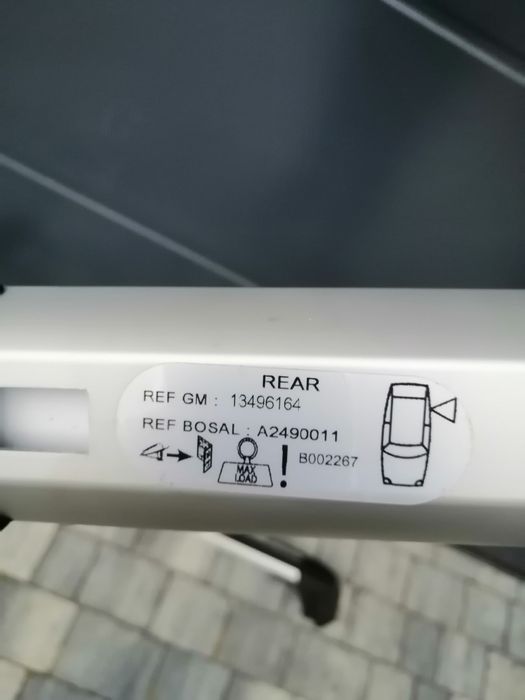 REAR
REF GM : 13496164
REF BOSAL : A2490011
MAX
LOAD
! B002267